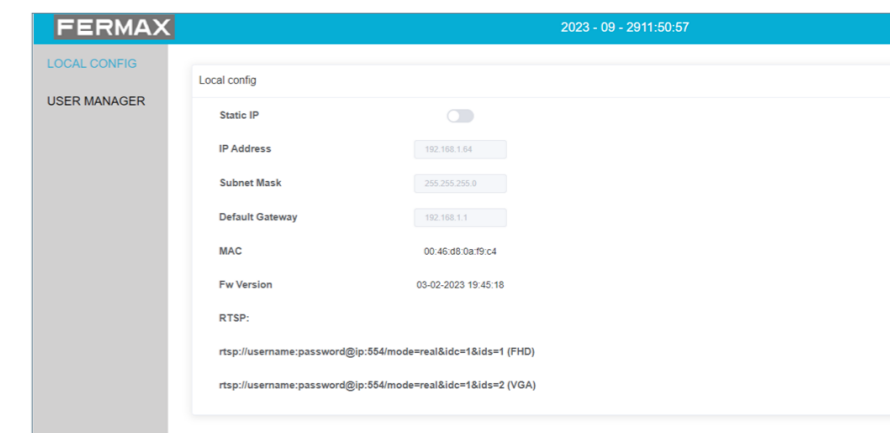 FERMAX
2023 - 09 - 2911:50:57
LOCAL CONFIG
USER MANAGER
Local config
Static IP
IP Address 192.168.1.64
Subnet Mask 255.255.255.0
Default Gateway 192.168.1.1
MAC 00:46:d8:0a:f9:c4
Fw Version 03-02-2023 19:45:18
RTSP:
rtsp://username:password@ip:554/mode=real&idc=1&ids=1 (FHD)
rtsp://username:password@ip:554/mode=real&idc=1&ids=2 (VGA)